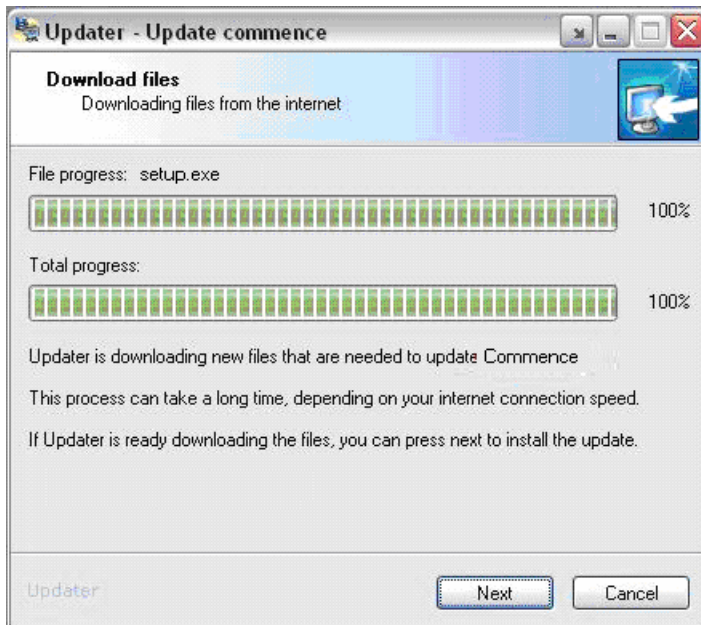 Updater - Update commence
Download files
Downloading files from the internet
File progress: setup.exe
100%
Total progress:
100%
Updater is downloading new files that are needed to update Commence
This process can take a long time, depending on your internet connection speed.
If Updater is ready downloading the files, you can press next to install the update.
Updater
Next
Cancel